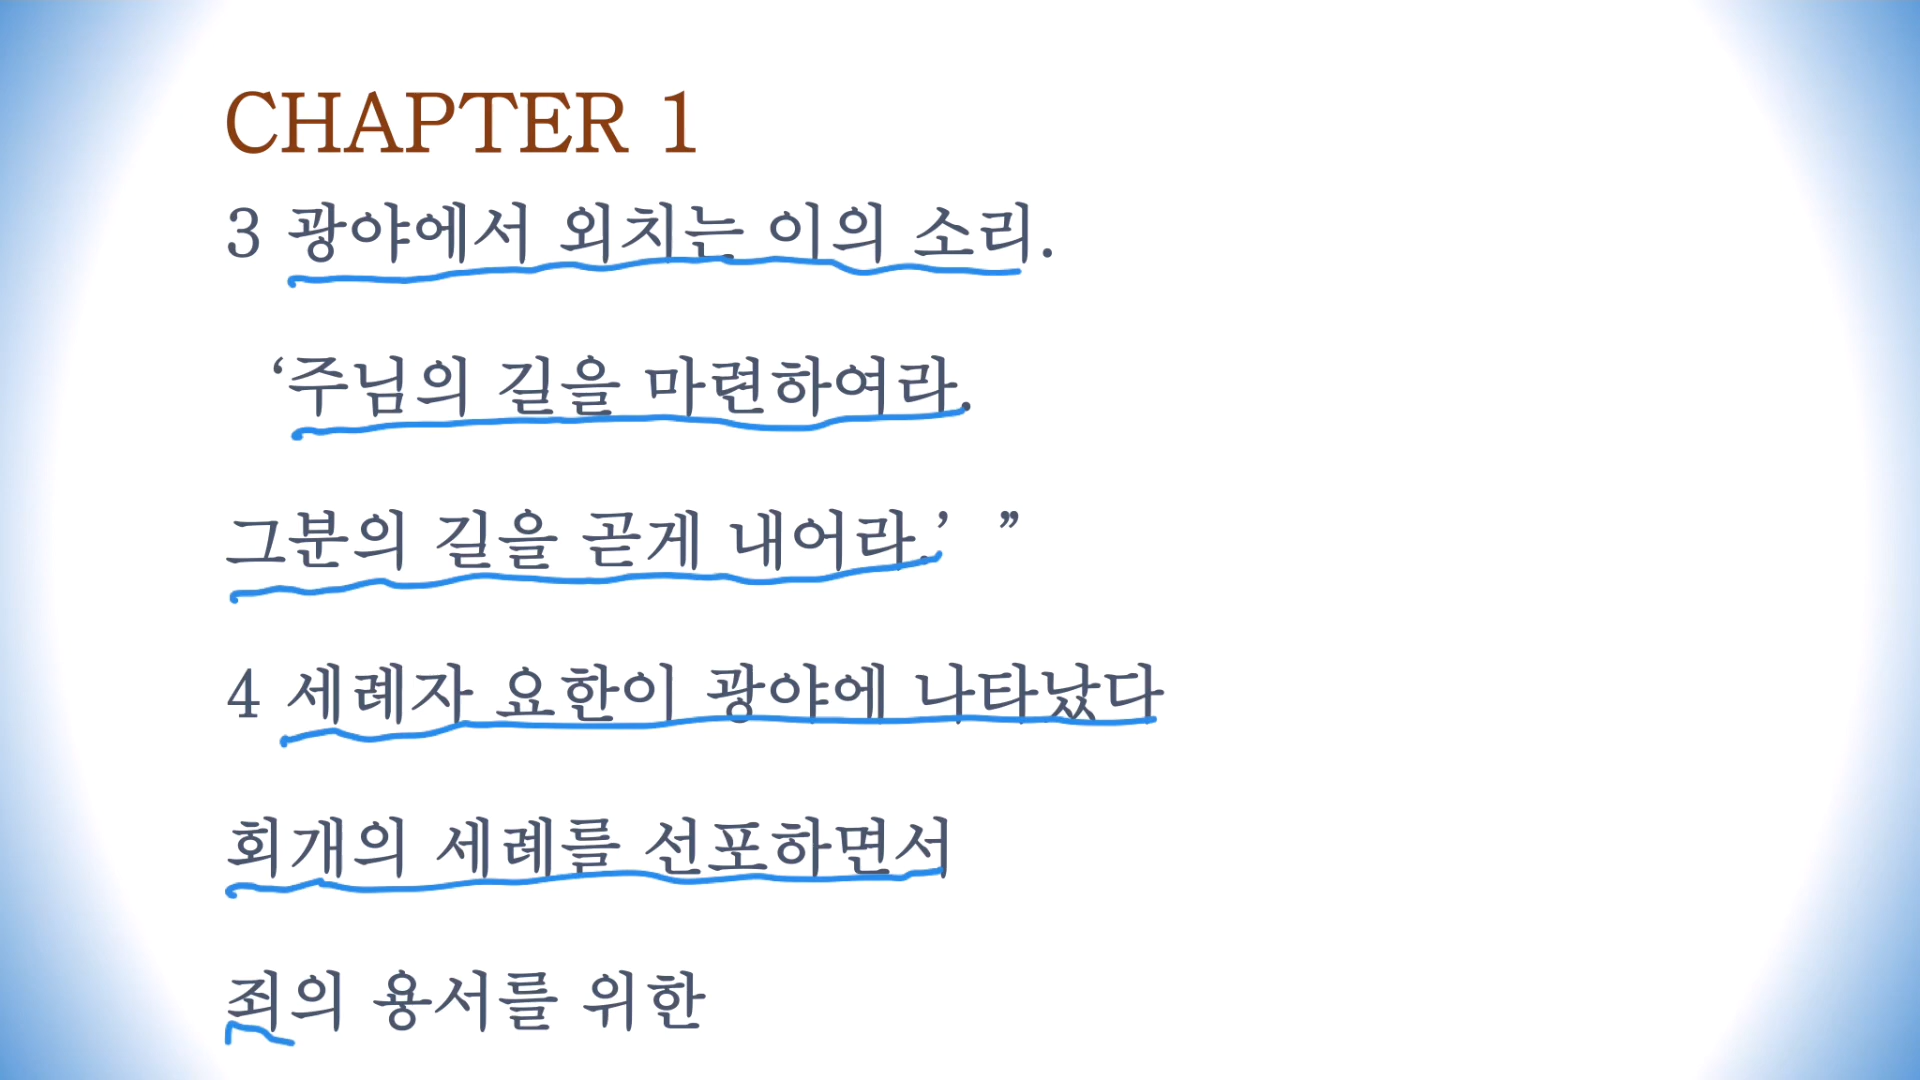 CHAPTER 1
3 광야에서 외치는 이의 소리.
‘주님의 길을 마련하여라.
그분의 길을 곧게 내어라.’ ”
4 세례자 요한이 광야에 나타났다
회개의 세례를 선포하면서
죄의 용서를 위한